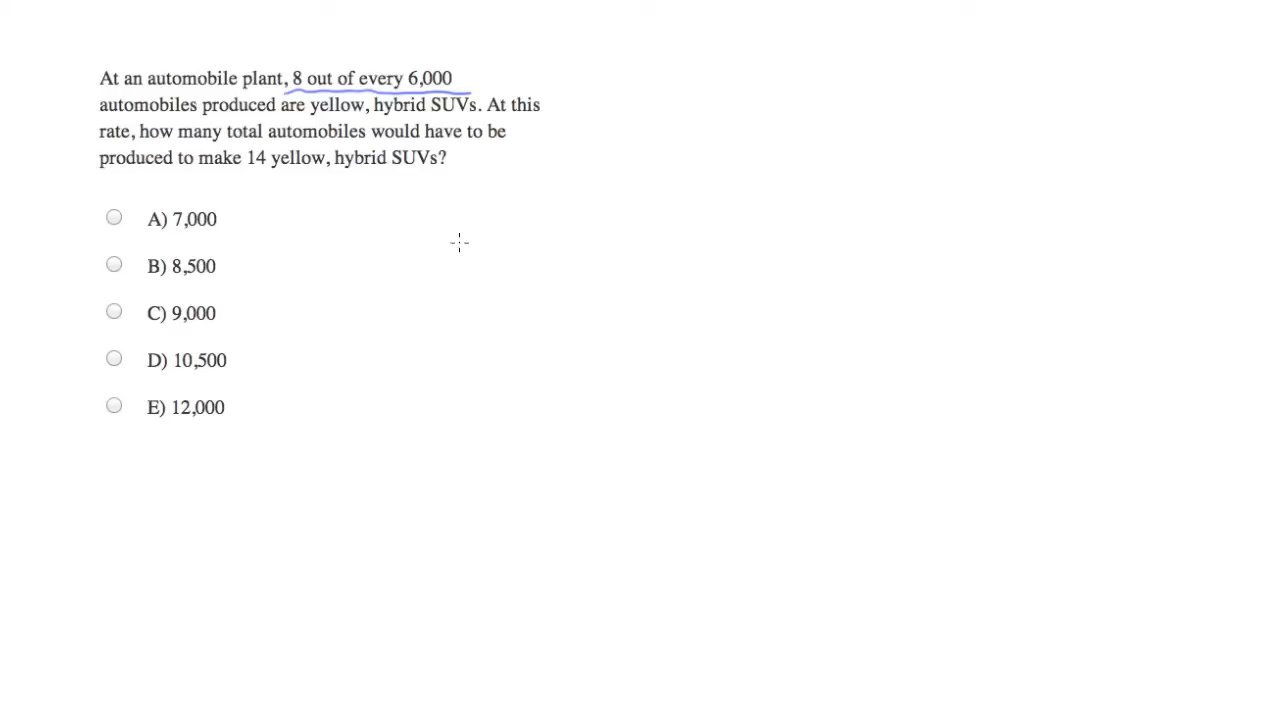 At an automobile plant, 8 out of every 6,000
automobiles produced are yellow, hybrid SUVs. At this
rate, how many total automobiles would have to be
produced to make 14 yellow, hybrid SUVs?
A) 7,000
B) 8,500
C) 9,000
D) 10,500
E) 12,000